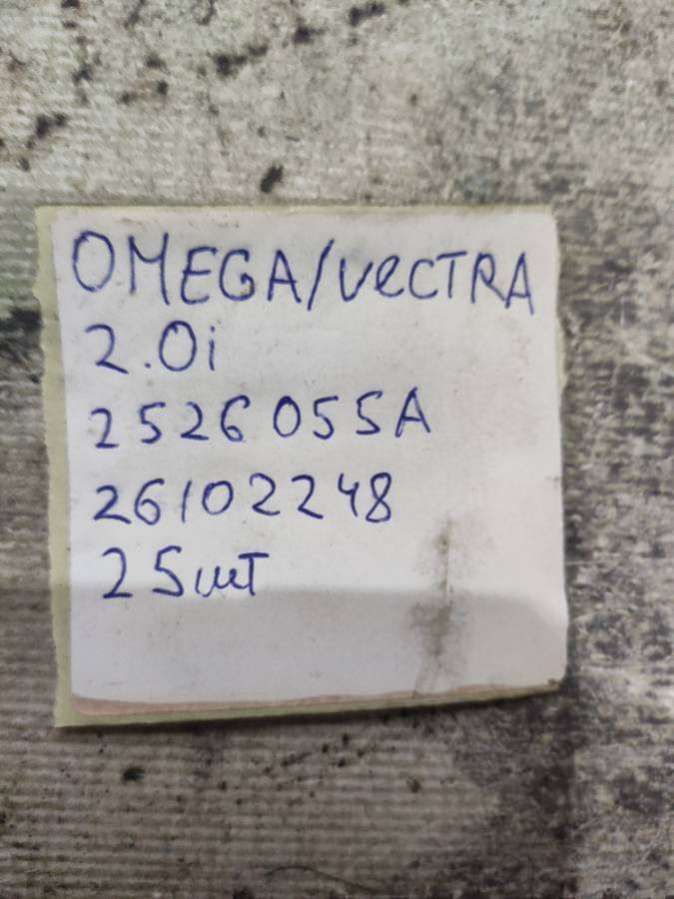 OMEGA/VECTRA
2.0i
2526055A
26102248
25шт